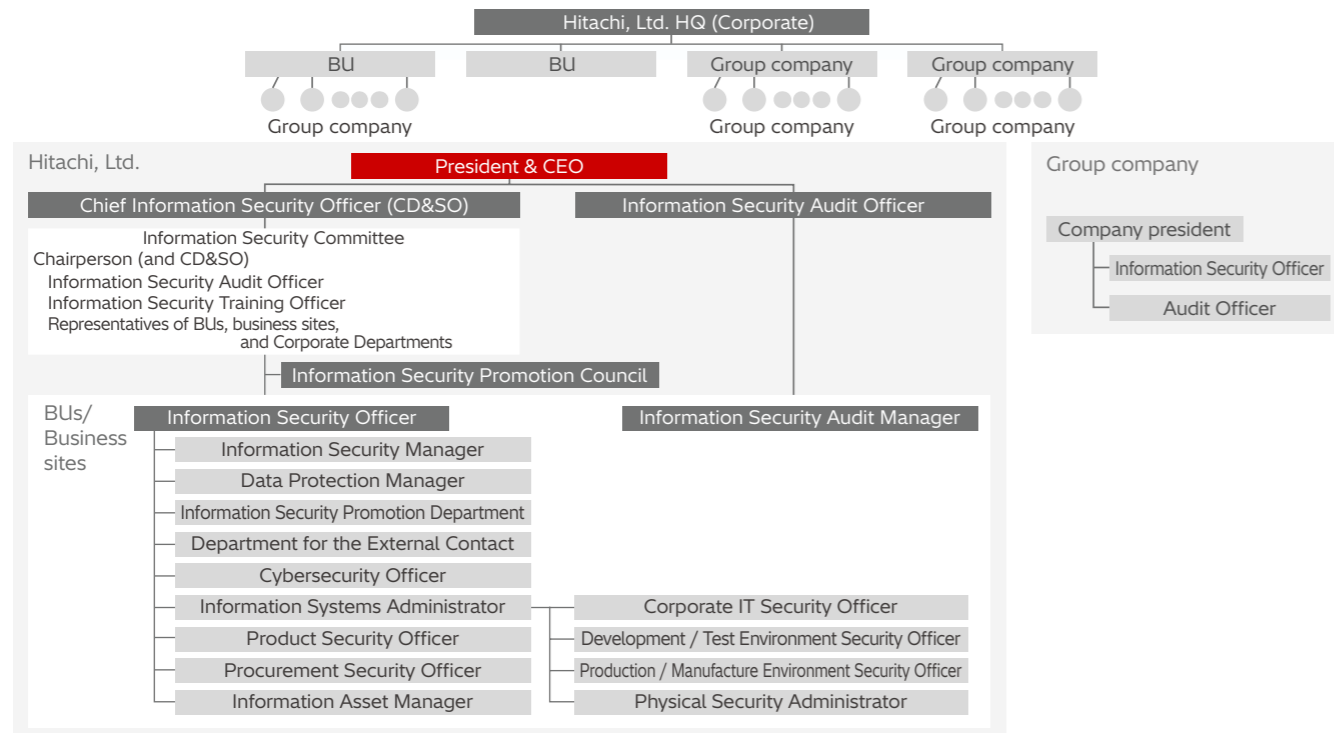 Hitachi, Ltd. HQ (Corporate)
BU
BU
Group company
Group company
Group company
Group company
Group company
Hitachi, Ltd.
President & CEO
Chief Information Security Officer (CD&SO)
Information Security Audit Officer
Information Security Committee
Chairperson (and CD&SO)
Information Security Audit Officer
Information Security Training Officer
Representatives of BUs, business sites,
and Corporate Departments
Information Security Promotion Council
BUs/
Business
sites
Information Security Officer
Information Security Audit Manager
Information Security Manager
Data Protection Manager
Information Security Promotion Department
Department for the External Contact
Cybersecurity Officer
Information Systems Administrator
Product Security Officer
Procurement Security Officer
Information Asset Manager
Corporate IT Security Officer
Development / Test Environment Security Officer
Production / Manufacture Environment Security Officer
Physical Security Administrator
Group company
Company president
Information Security Officer
Audit Officer